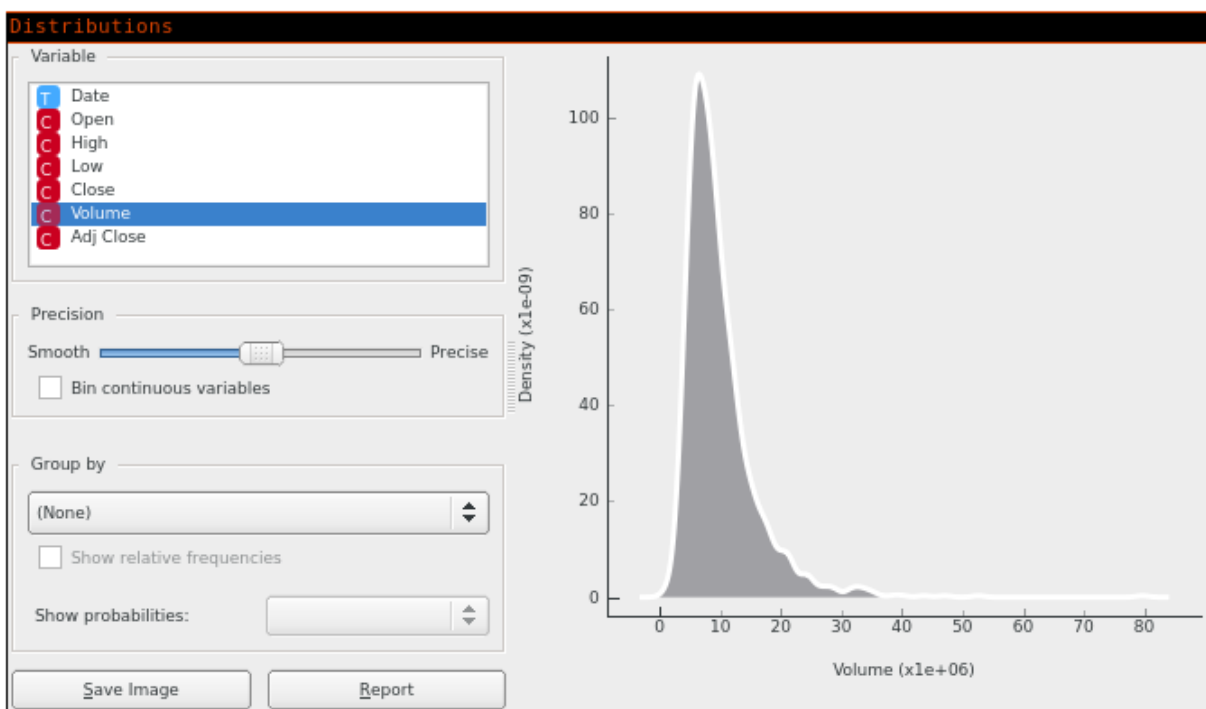 Distributions
Variable
T Date
C Open
C High
C Low
C Close
C Volume
C Adj Close
Precision
Smooth Precise
Bin continuous variables
Group by
(None)
Show relative frequencies
Show probabilities:
Save Image Report
Density (x1e-09)
100
80
60
40
20
0
0 10 20 30 40 50 60 70 80
Volume (x1e+06)